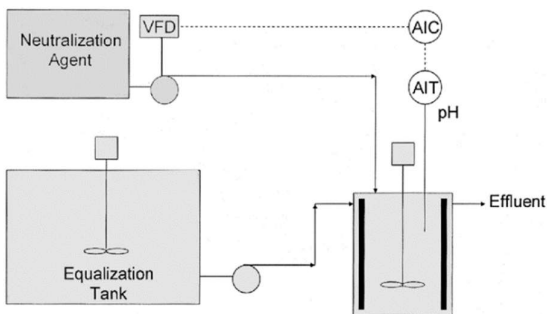 VFD
AIC
Neutralization
Agent
AIT
pH
Effluent
Equalization
Tank